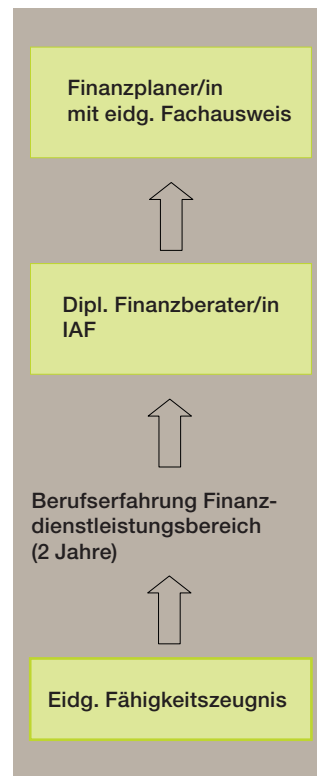 Finanzplaner/in
mit eidg. Fachausweis
Dipl. Finanzberater/in
IAF
Berufserfahrung Finanz-
dienstleistungsbereich
(2 Jahre)
Eidg. Fähigkeitszeugnis